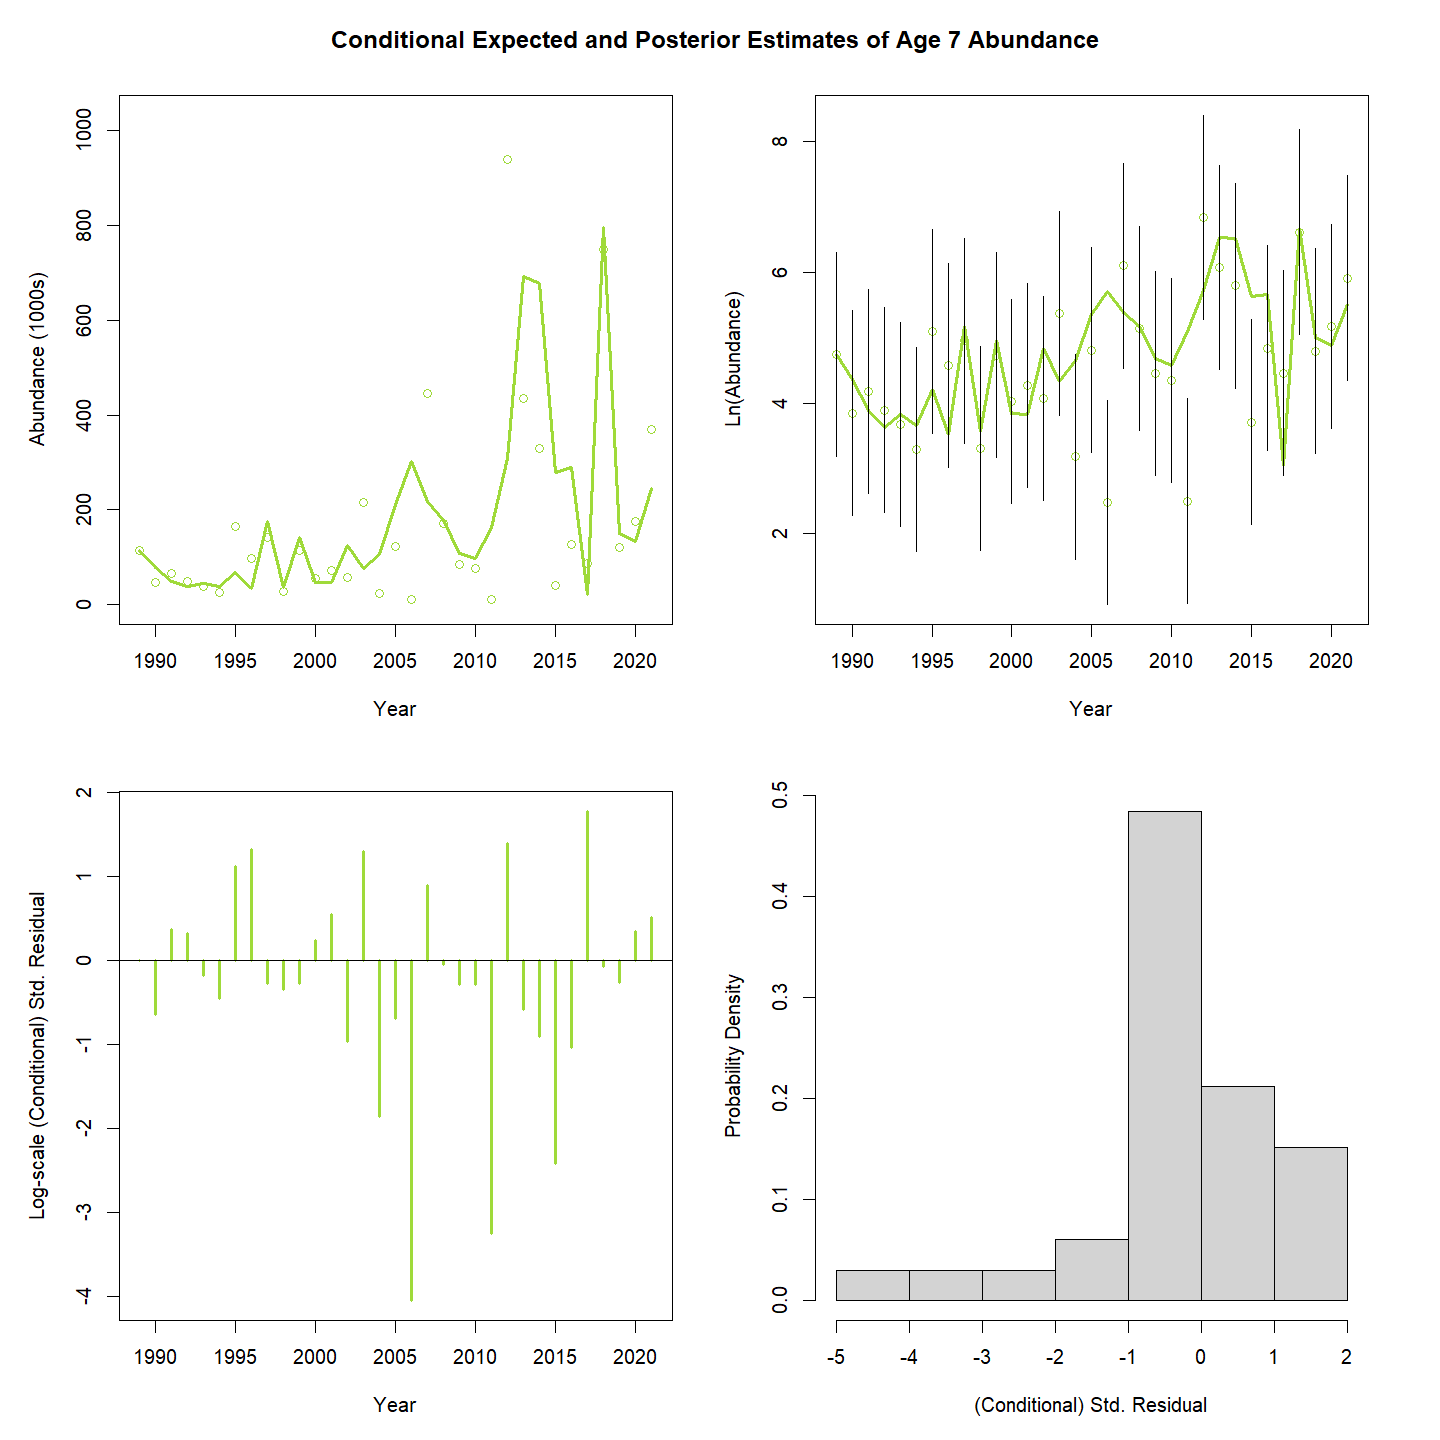 Conditional Expected and Posterior Estimates of Age 7 Abundance
Abundance (1000s)
1000
800
600
400
200
0
1990 1995 2000 2005 2010 2015 2020
Year
Ln(Abundance)
8
6
4
2
1990 1995 2000 2005 2010 2015 2020
Year
Log-scale (Conditional) Std. Residual
2
1
0
-1
-2
-3
-4
1990 1995 2000 2005 2010 2015 2020
Year
Probability Density
0.5
0.4
0.3
0.2
0.1
0.0
-5 -4 -3 -2 -1 0 1 2
(Conditional) Std. Residual